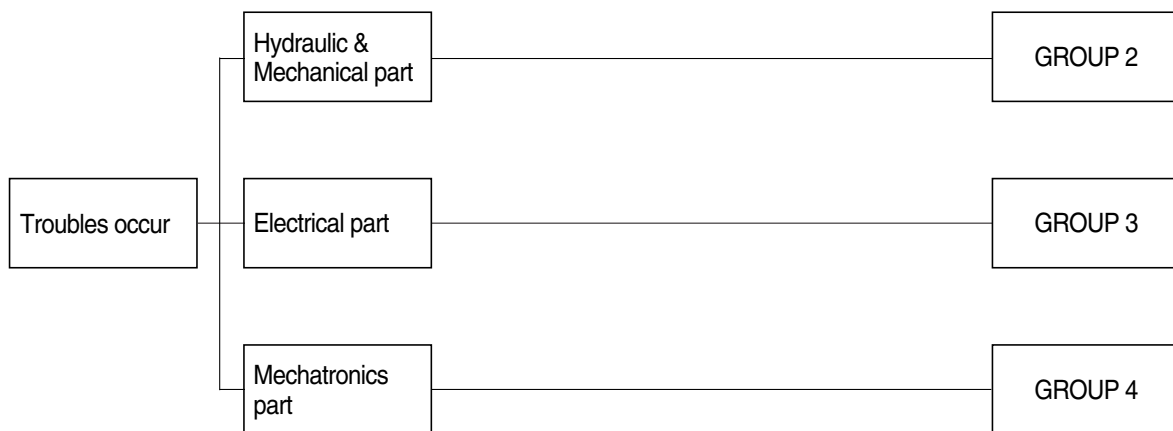 Hydraulic &
Mechanical part
GROUP 2
Troubles occur
Electrical part
GROUP 3
Mechatronics
part
GROUP 4